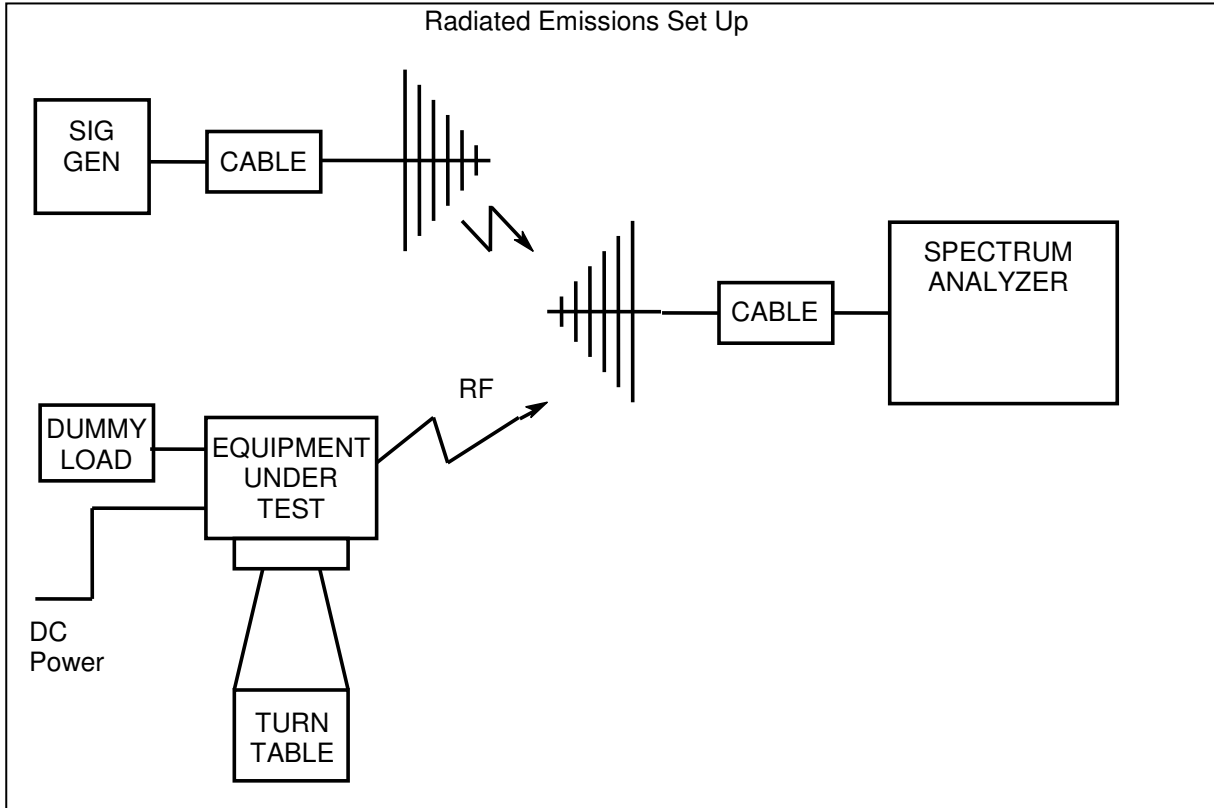 Radiated Emissions Set Up
SIG
GEN
CABLE
SPECTRUM
ANALYZER
CABLE
RF
DUMMY
LOAD
EQUIPMENT
UNDER
TEST
DC
Power
TURN
TABLE